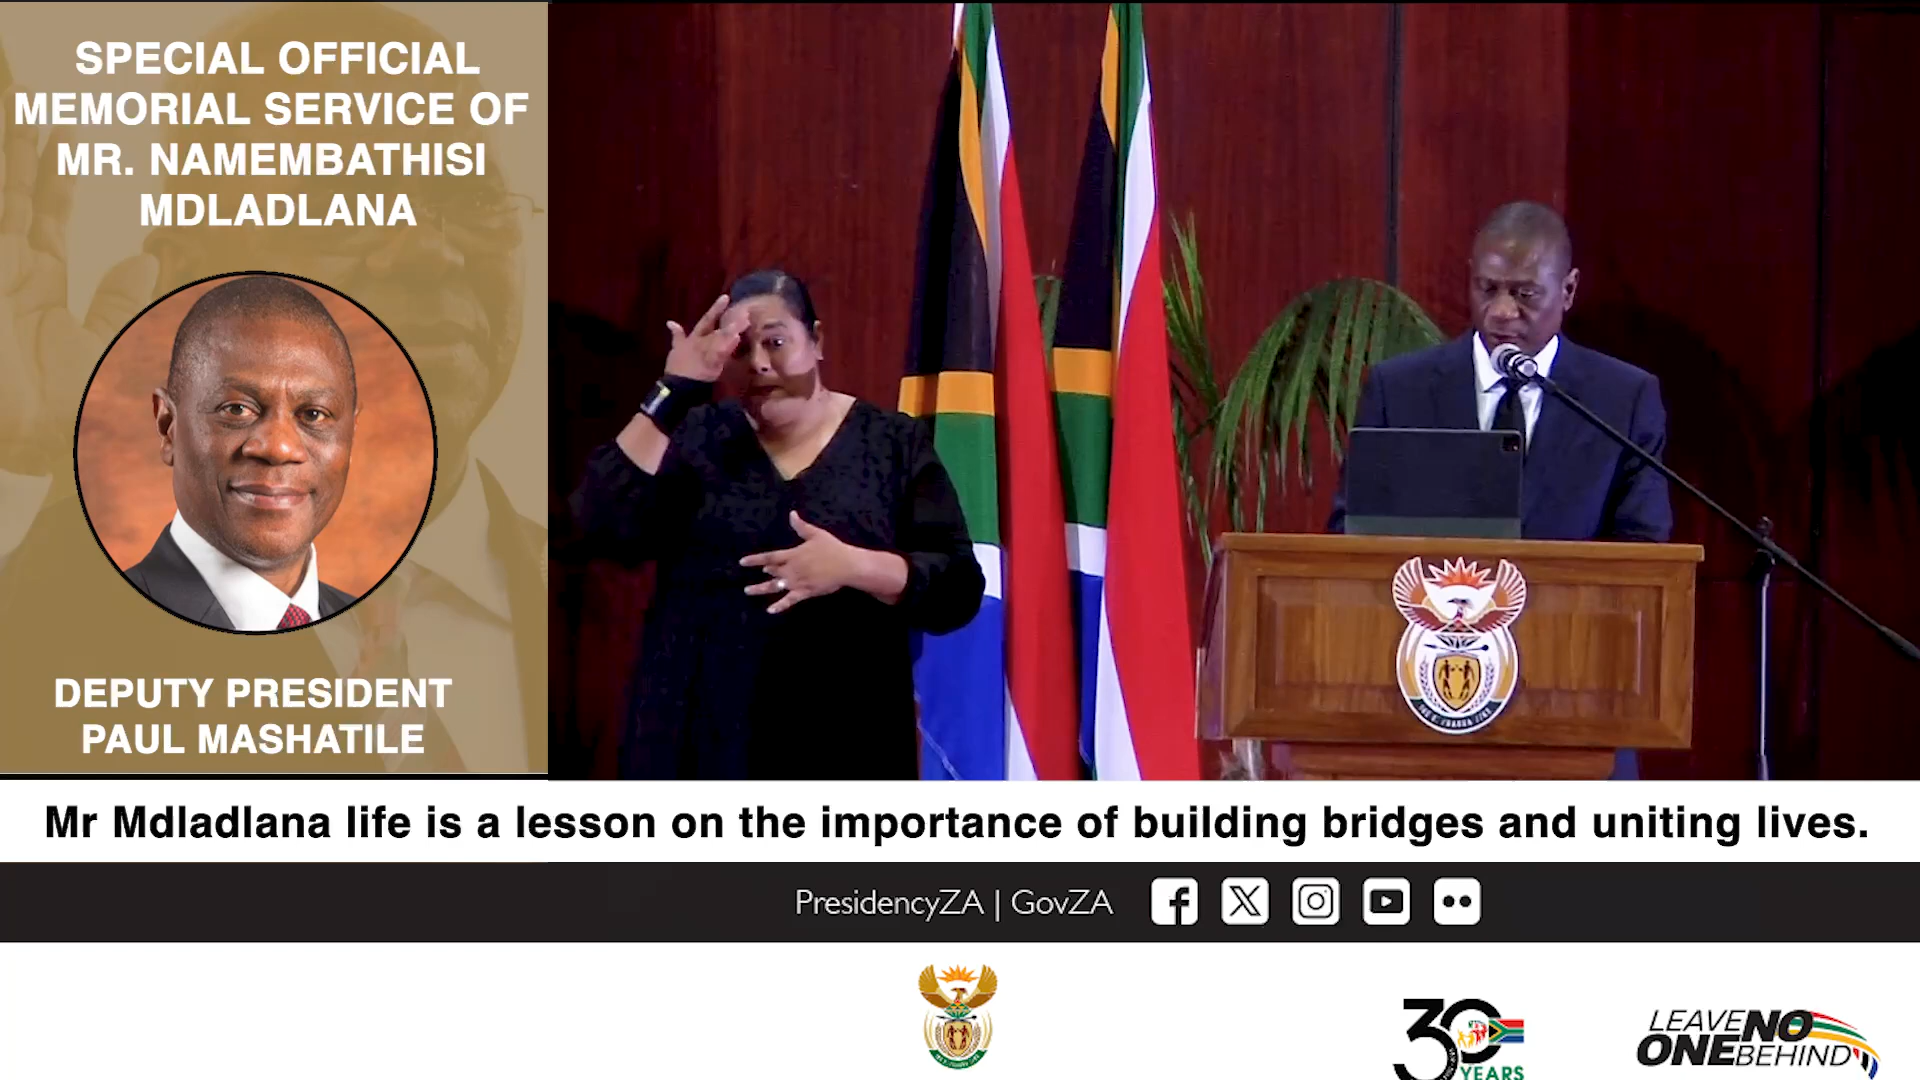 SPECIAL OFFICIAL
MEMORIAL SERVICE OF
MR. NAMEMBATHISI
MDLADLANA
DEPUTY PRESIDENT
PAUL MASHATILE
Mr Mdladlana life is a lesson on the importance of building bridges and uniting lives.
PresidencyZA | GovZA
30
YEARS
LEAVE NO
ONE BEHIND